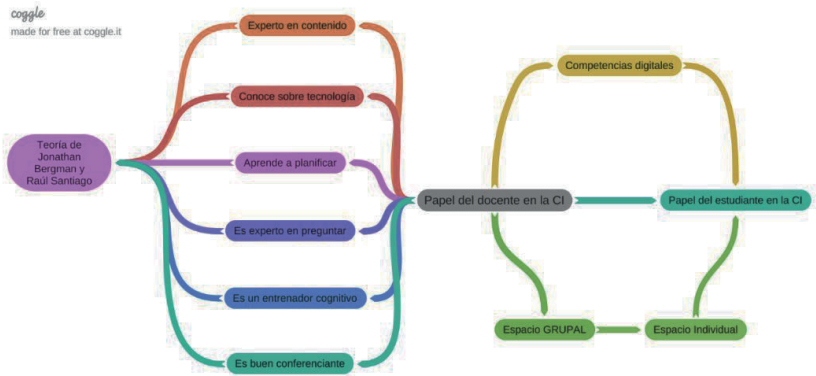 coggle
made for free at coggle.it
Experto en contenido
Conoce sobre tecnología
Teoría de
Jonathan
Bergman y
Raúl Santiago
Aprende a planificar
Es experto en preguntar
Es un entrenador cognitivo
Es buen conferenciante
Papel del docente en la CI
Competencias digitales
Papel del estudiante en la CI
Espacio GRUPAL
Espacio Individual